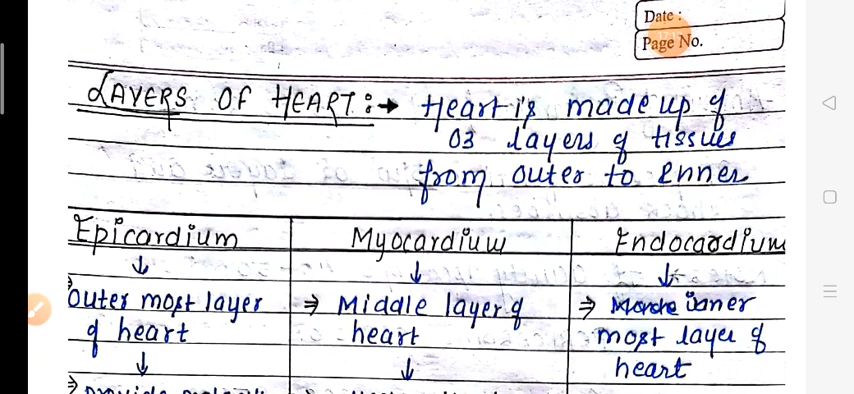 Date :
Page No.
LAYERS OF HEART :→ Heart is made up of
03 layers of tissues
from outer to Inner
Epicardium Myocardium Endocardium
↓ ↓ ↓
⇒ Outer most layer ⇒ Middle layer of ⇒ inner
of heart heart most layer of
↓ ↓ heart
⇒ provide